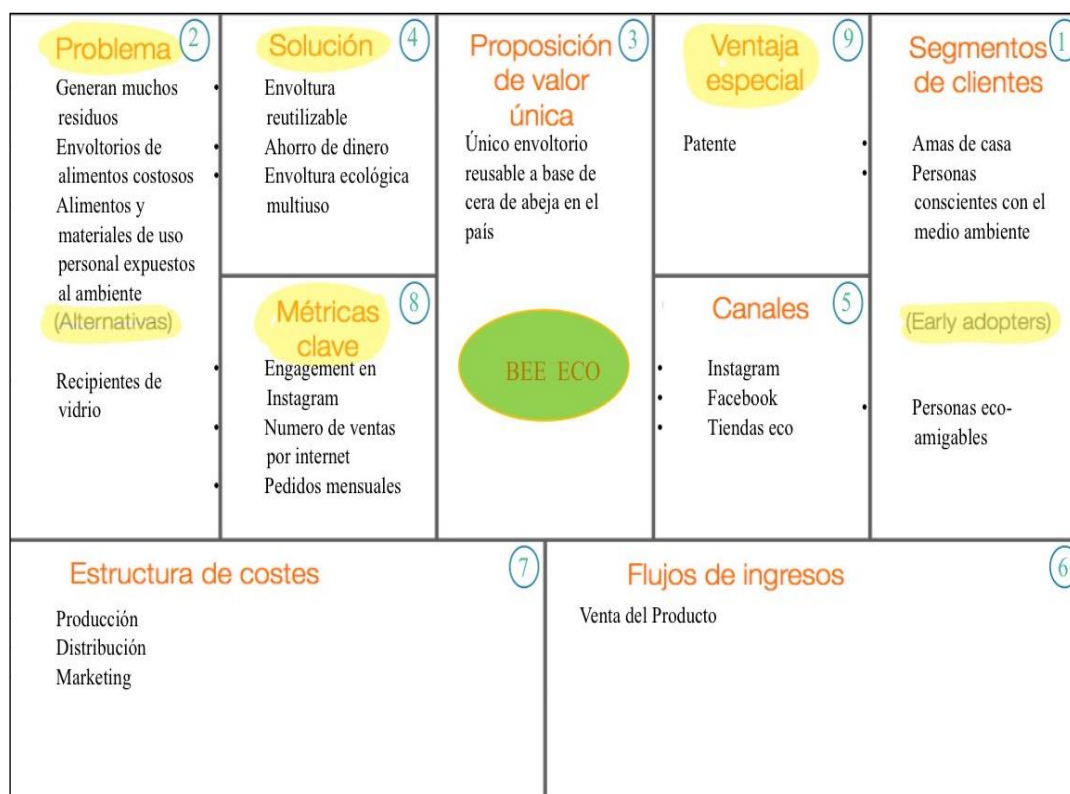 Problema
2
Generan muchos
residuos
Envoltorios de
alimentos costosos
Alimentos y
materiales de uso
personal expuestos
al ambiente
(Alternativas)
Recipientes de
vidrio
Solución
4
Envoltura
reutilizable
Ahorro de dinero
Envoltura ecológica
multiuso
Métricas
clave
8
Engagement en
Instagram
Numero de ventas
por internet
Pedidos mensuales
Proposición
de valor
única
3
Único envoltorio
reusable a base de
cera de abeja en el
país
BEE ECO
Ventaja
especial
9
Patente
Canales
5
Instagram
Facebook
Tiendas eco
Segmentos
de clientes
1
Amas de casa
Personas
conscientes con el
medio ambiente
(Early adopters)
Personas eco-
amigables
Estructura de costes
7
Producción
Distribución
Marketing
Flujos de ingresos
6
Venta del Producto